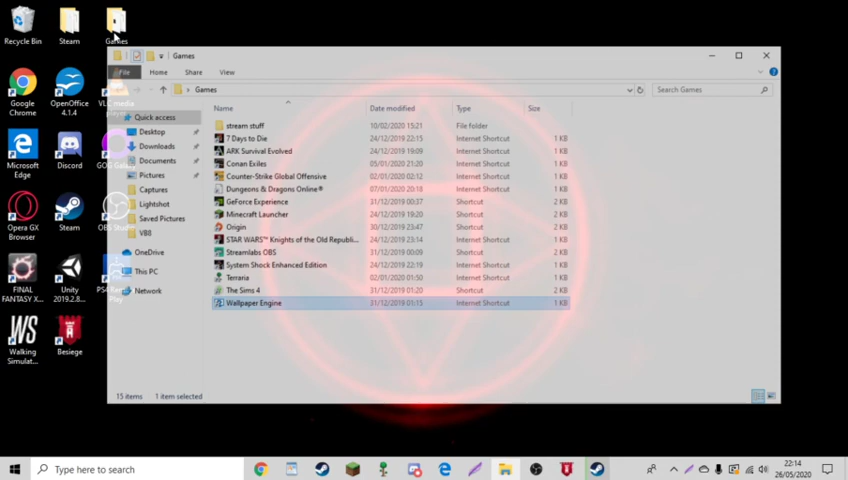 Recycle Bin
Steam
Games
Google Chrome
OpenOffice 4.1.4
VLC media player
Microsoft Edge
Discord
GOG Galaxy
Opera GX Browser
Steam
OBS Studio
FINAL FANTASY X...
Unity 2019.2.8...
PS4 Remote Play
Walking Simulat...
Besiege
Games
File Home Share View
Games
Search Games
Name Date modified Type Size
Quick access
Desktop
Downloads
Documents
Pictures
Captures
Lightshot
Saved Pictures
VB8
OneDrive
This PC
Network
stream stuff 10/02/2020 15:21 File folder
7 Days to Die 24/12/2019 22:15 Internet Shortcut 1 KB
ARK Survival Evolved 24/12/2019 19:09 Internet Shortcut 1 KB
Conan Exiles 05/01/2020 21:20 Internet Shortcut 1 KB
Counter-Strike Global Offensive 02/01/2020 02:12 Internet Shortcut 1 KB
Dungeons & Dragons Online® 07/01/2020 20:18 Internet Shortcut 1 KB
GeForce Experience 31/12/2019 00:37 Shortcut 2 KB
Minecraft Launcher 24/12/2019 19:20 Shortcut 2 KB
Origin 30/12/2019 23:47 Shortcut 2 KB
STAR WARS™ Knights of the Old Republi... 24/12/2019 23:14 Internet Shortcut 1 KB
Streamlabs OBS 31/12/2019 00:09 Shortcut 2 KB
System Shock Enhanced Edition 24/12/2019 22:19 Internet Shortcut 1 KB
Terraria 02/01/2020 01:50 Internet Shortcut 1 KB
The Sims 4 31/12/2019 01:20 Shortcut 2 KB
Wallpaper Engine 31/12/2019 01:15 Internet Shortcut 1 KB
15 items 1 item selected
Type here to search
22:14
26/05/2020